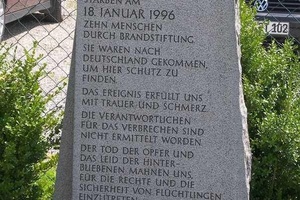 STARBEN AM
18. JANUAR 1996
ZEHN MENSCHEN
DURCH BRANDSTIFTUNG
SIE WAREN NACH
DEUTSCHLAND GEKOMMEN,
UM HIER SCHUTZ ZU
FINDEN.
DAS EREIGNIS ERFÜLLT UNS
MIT TRAUER UND SCHMERZ.
DIE VERANTWORTLICHEN
FÜR DAS VERBRECHEN SIND
NICHT ERMITTELT WORDEN
DER TOD DER OPFER UND
DAS LEID DER HINTER-
BLIEBENEN MAHNEN UNS,
FÜR DIE RECHTE UND DIE
SICHERHEIT VON FLÜCHTLINGEN
EINZUTRETEN
102